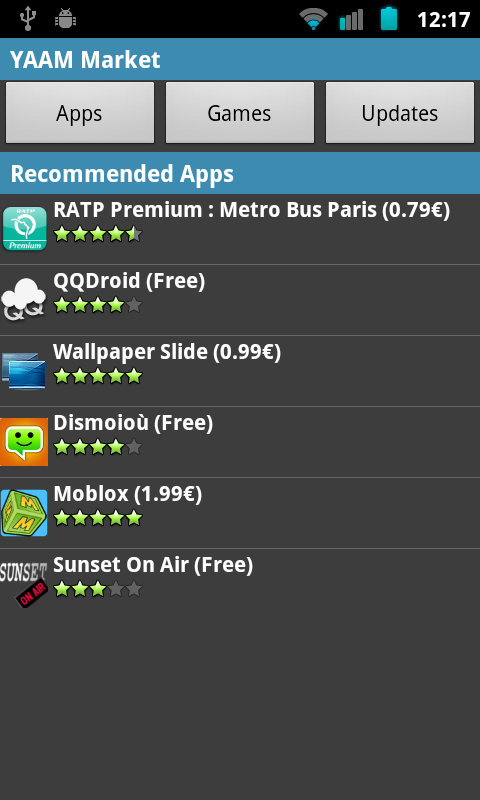 12:17
YAAM Market
Apps Games Updates
Recommended Apps
RATP Premium : Metro Bus Paris (0.79€)
RATP
Premium
QQDroid (Free)
QQ
Wallpaper Slide (0.99€)
Dismoioù (Free)
Moblox (1.99€)
M
M M
Sunset On Air (Free)
SUNSET
ON AIR